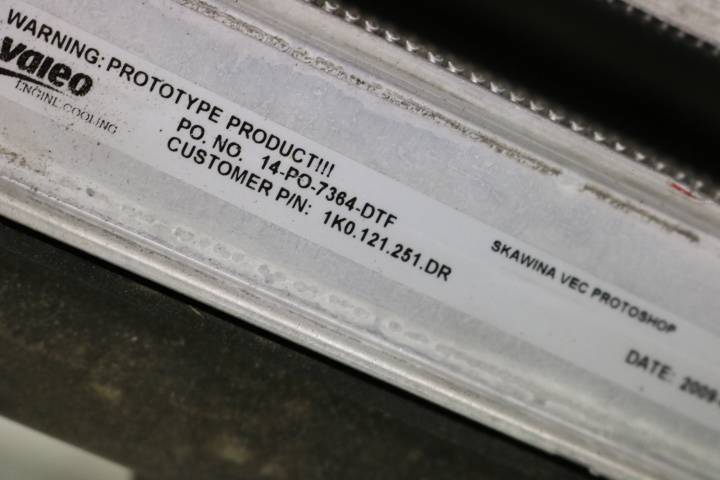 WARNING: PROTOTYPE PRODUCT!!!
Valeo
ENGINE COOLING
PO. NO. 14-PO-7364-DTF
CUSTOMER P/N: 1K0.121.251.DR
SKAWINA VEC PROTOSHOP
DATE: 2009